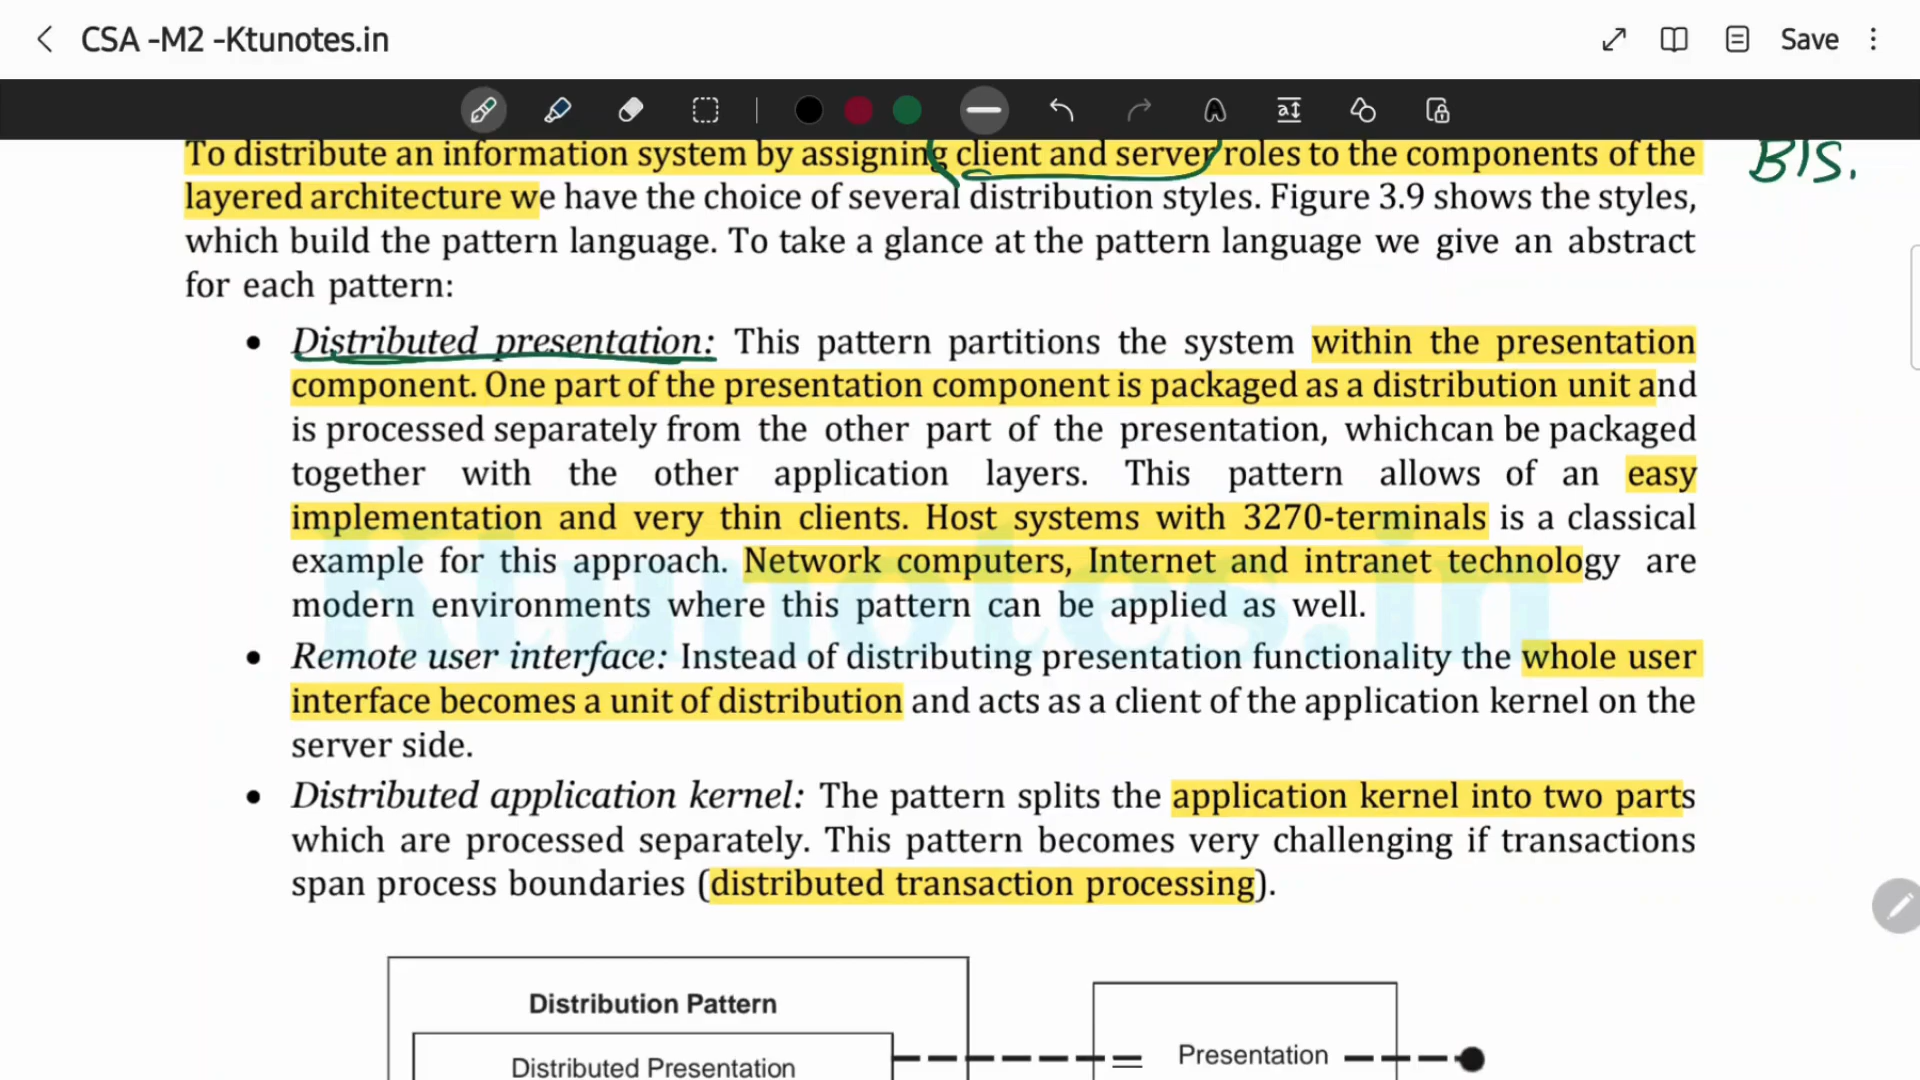 CSA -M2 -Ktunotes.in
Save
To distribute an information system by assigning client and server roles to the components of the
BIS.
layered architecture we have the choice of several distribution styles. Figure 3.9 shows the styles,
which build the pattern language. To take a glance at the pattern language we give an abstract
for each pattern:
• Distributed presentation: This pattern partitions the system within the presentation
component. One part of the presentation component is packaged as a distribution unit and
is processed separately from the other part of the presentation, whichcan be packaged
together with the other application layers. This pattern allows of an easy
implementation and very thin clients. Host systems with 3270-terminals is a classical
example for this approach. Network computers, Internet and intranet technology are
modern environments where this pattern can be applied as well.
• Remote user interface: Instead of distributing presentation functionality the whole user
interface becomes a unit of distribution and acts as a client of the application kernel on the
server side.
• Distributed application kernel: The pattern splits the application kernel into two parts
which are processed separately. This pattern becomes very challenging if transactions
span process boundaries (distributed transaction processing).
Ktunotes.in
Distribution Pattern
Distributed Presentation
Presentation